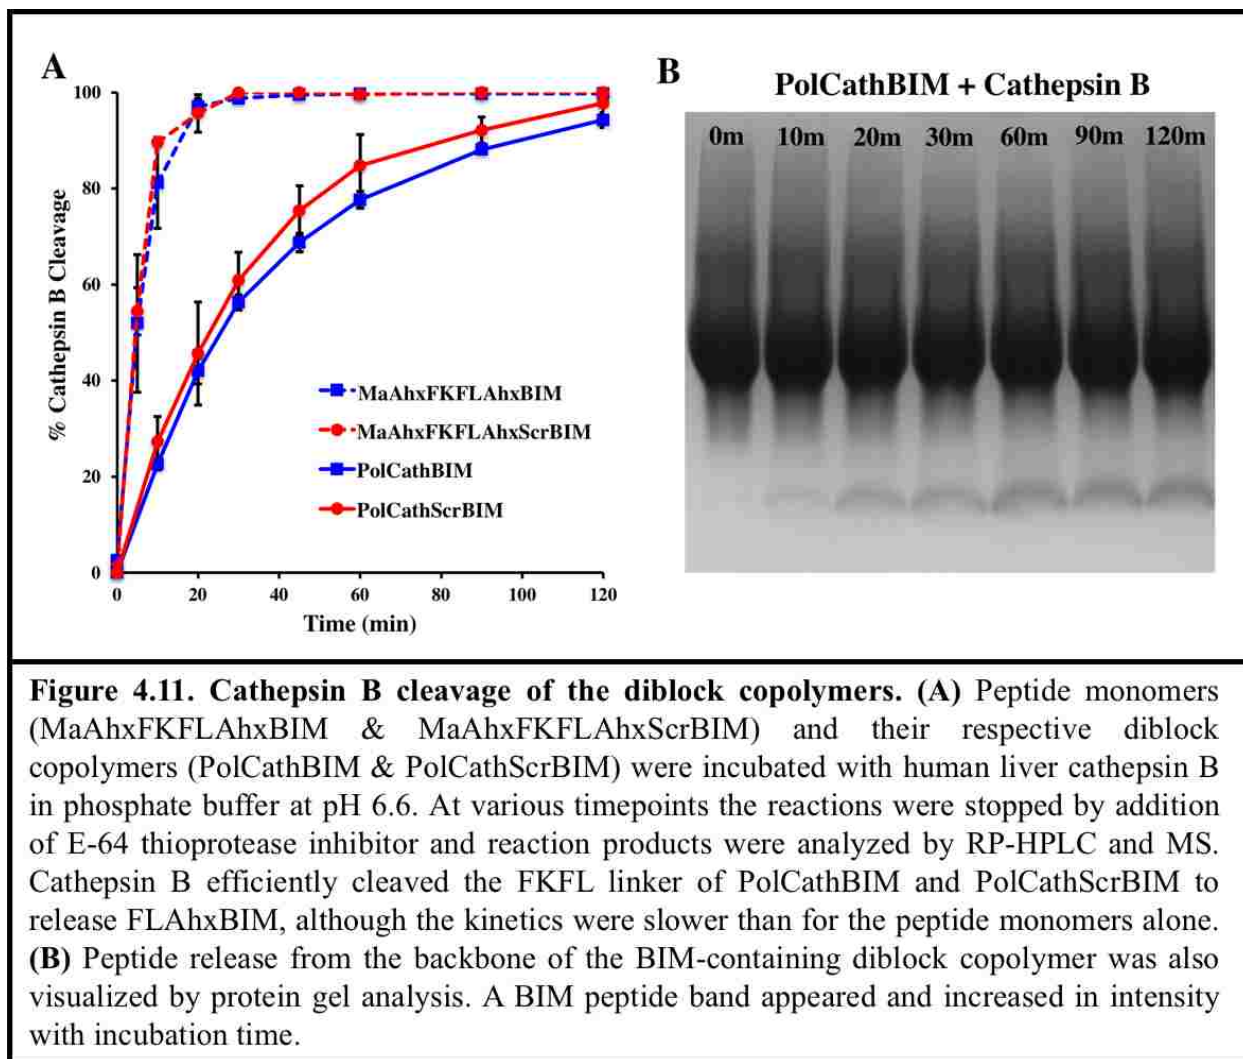 A
100
80
60
40
20
0
% Cathepsin B Cleavage
0 20 40 60 80 100 120
Time (min)
MaAhxFKFLAhxBIM
MaAhxFKFLAhxScrBIM
PolCathBIM
PolCathScrBIM
B
PolCathBIM + Cathepsin B
0m 10m 20m 30m 60m 90m 120m
Figure 4.11. Cathepsin B cleavage of the diblock copolymers. (A) Peptide monomers
(MaAhxFKFLAhxBIM & MaAhxFKFLAhxScrBIM) and their respective diblock
copolymers (PolCathBIM & PolCathScrBIM) were incubated with human liver cathepsin B
in phosphate buffer at pH 6.6. At various timepoints the reactions were stopped by addition
of E-64 thioprotease inhibitor and reaction products were analyzed by RP-HPLC and MS.
Cathepsin B efficiently cleaved the FKFL linker of PolCathBIM and PolCathScrBIM to
release FLAhxBIM, although the kinetics were slower than for the peptide monomers alone.
(B) Peptide release from the backbone of the BIM-containing diblock copolymer was also
visualized by protein gel analysis. A BIM peptide band appeared and increased in intensity
with incubation time.